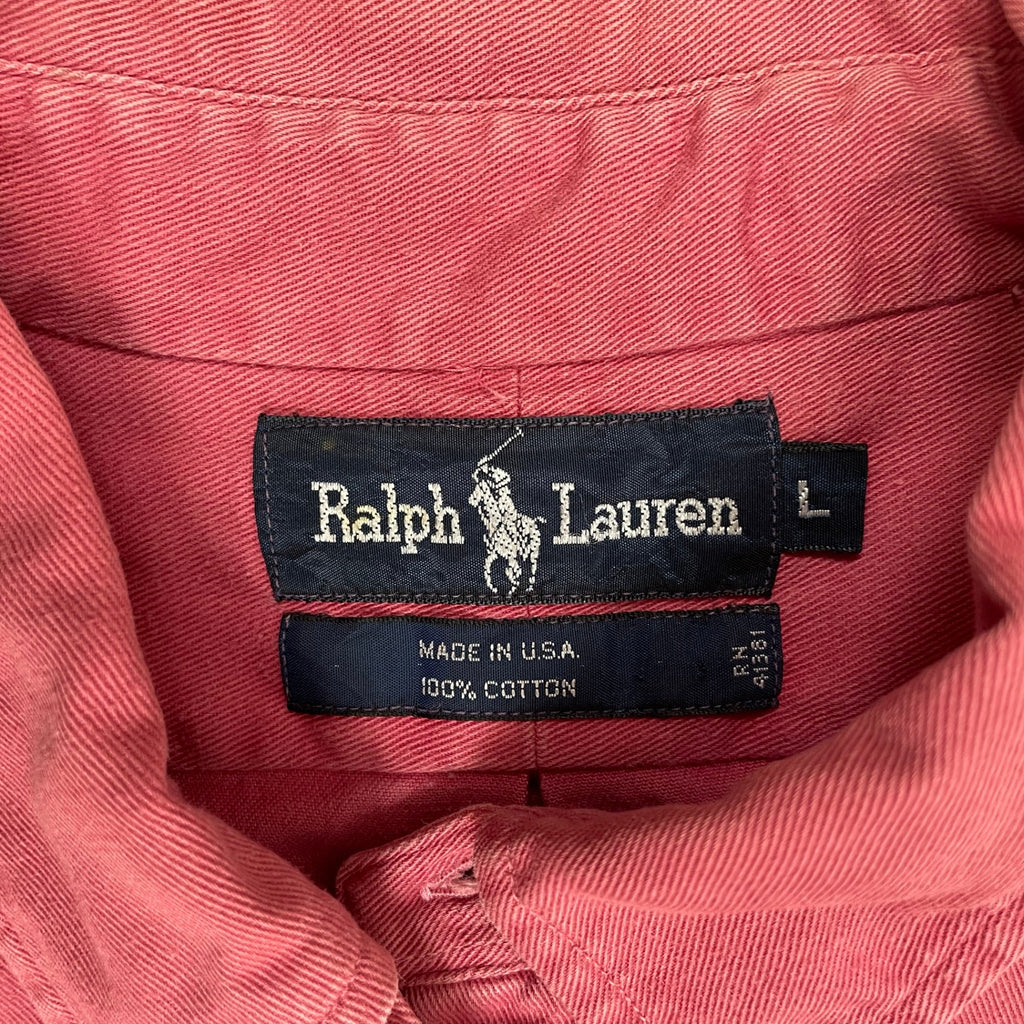 Ralph Lauren
L
MADE IN U.S.A.
100% COTTON
RN
41381